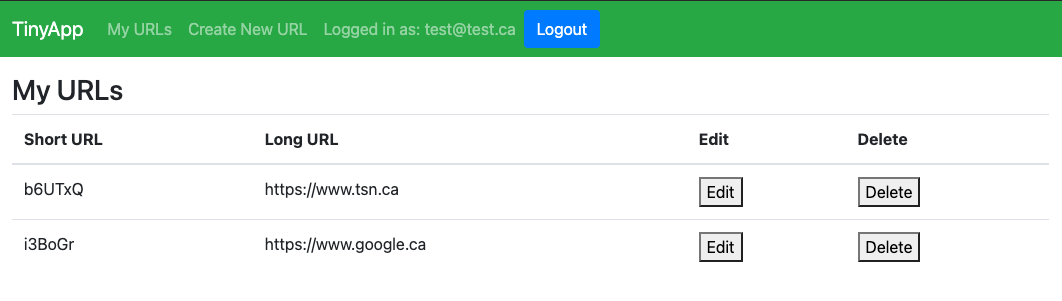 TinyApp My URLs Create New URL Logged in as: test@test.ca Logout
My URLs
Short URL Long URL Edit Delete
b6UTxQ https://www.tsn.ca Edit Delete
i3BoGr https://www.google.ca Edit Delete